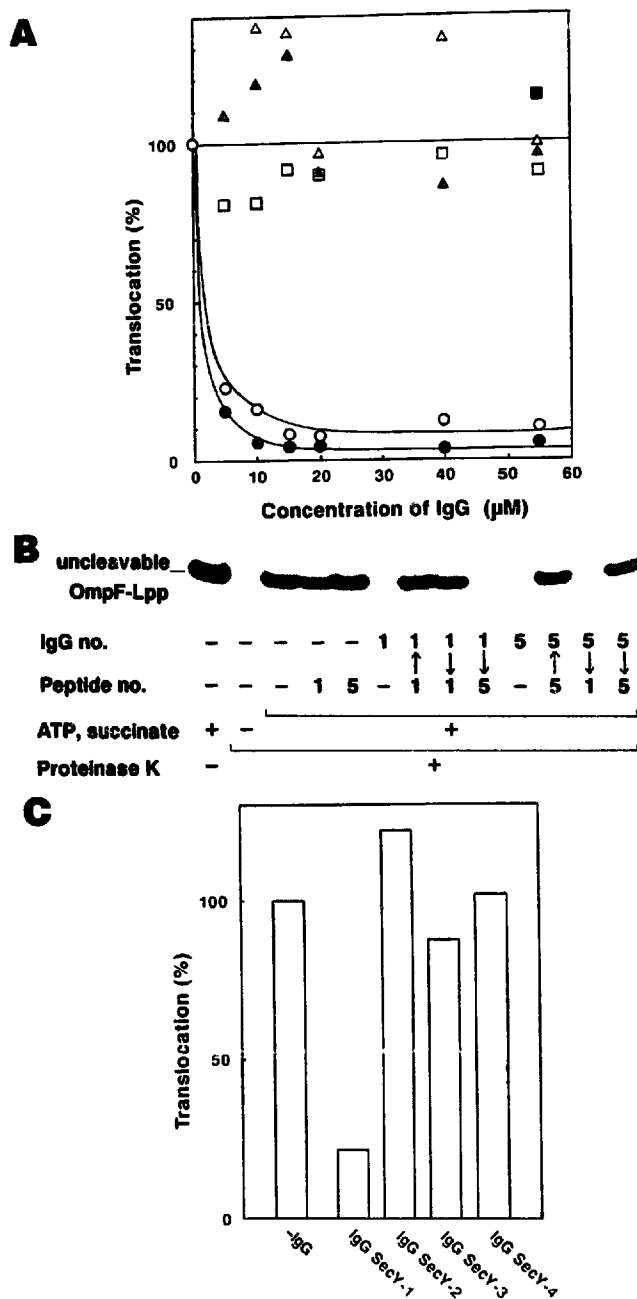 A
100
50
0
Translocation (%)
0 10 20 30 40 50 60
Concentration of IgG (µM)
B
uncleavable
OmpF-Lpp
IgG no. – – – – – 1 1 1 1 5 5 5 5
↑ ↓ ↓ ↑ ↓ ↓
Peptide no. – – – 1 5 – 1 1 5 – 5 1 5
ATP, succinate + – +
Proteinase K – +
C
100
50
0
Translocation (%)
-IgG
IgG SecY-1
IgG SecY-2
IgG SecY-3
IgG SecY-4